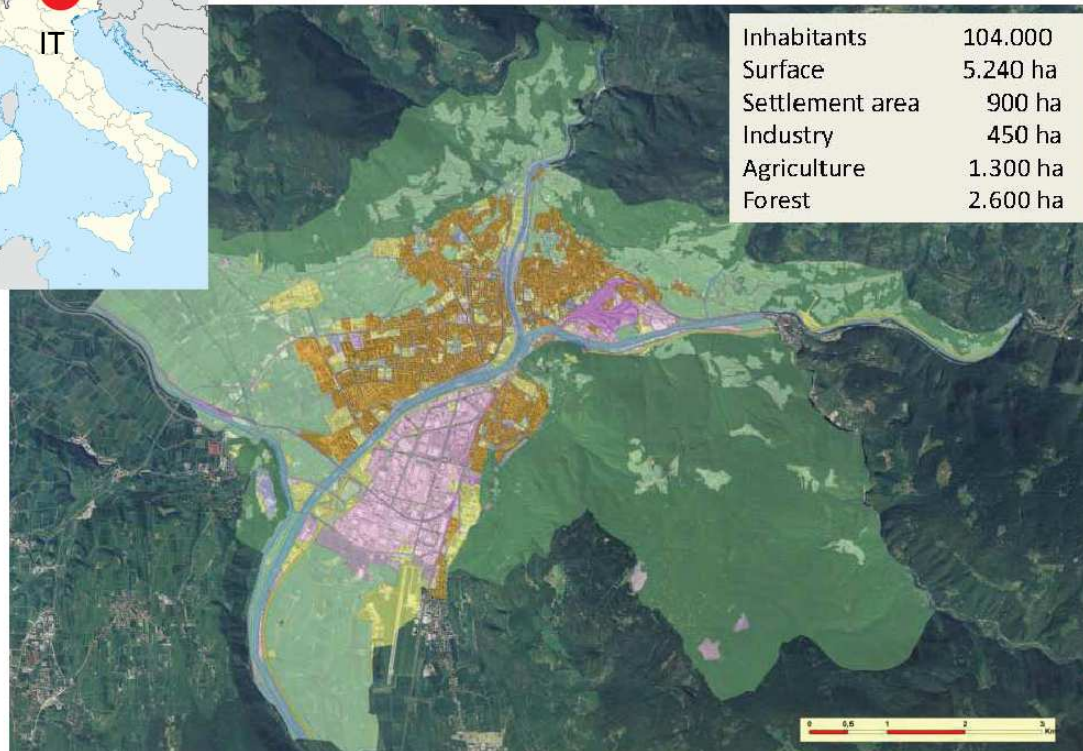 IT
Inhabitants 104.000
Surface 5.240 ha
Settlement area 900 ha
Industry 450 ha
Agriculture 1.300 ha
Forest 2.600 ha
0 0,5 1 2 3
Km